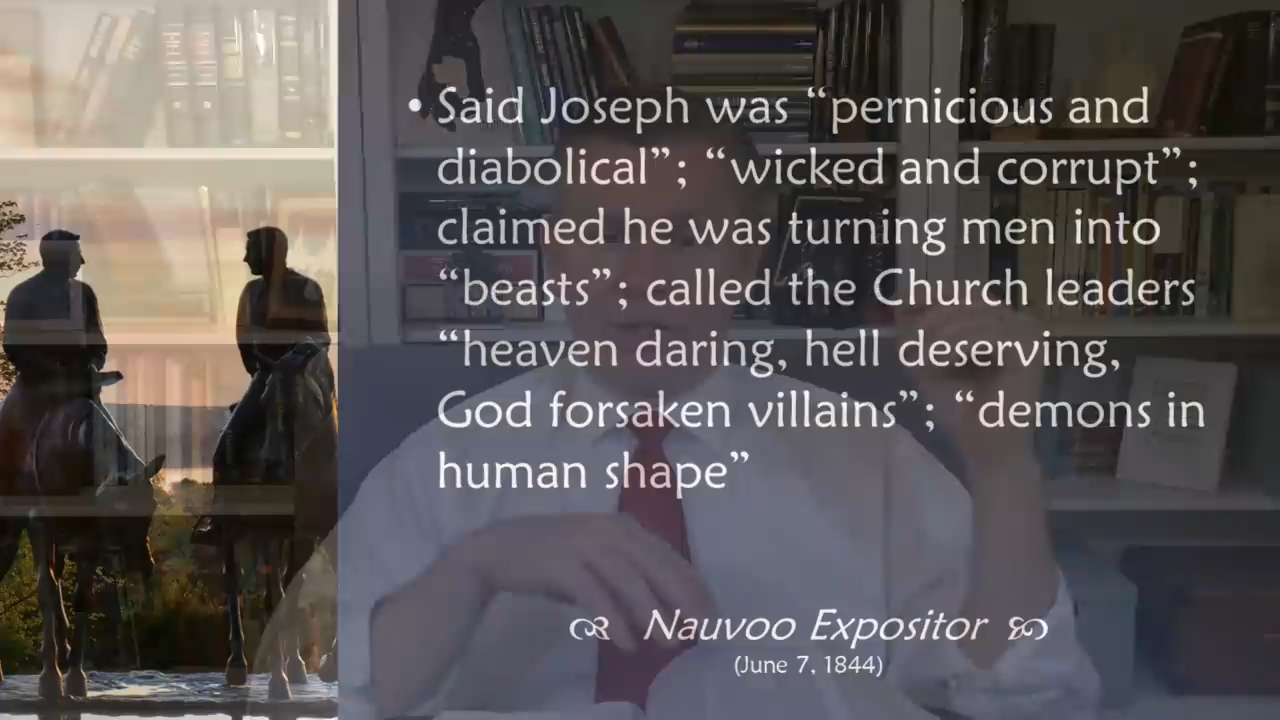 • Said Joseph was “pernicious and
diabolical”; “wicked and corrupt”;
claimed he was turning men into
“beasts”; called the Church leaders
“heaven daring, hell deserving,
God forsaken villains”; “demons in
human shape”
Nauvoo Expositor
(June 7, 1844)